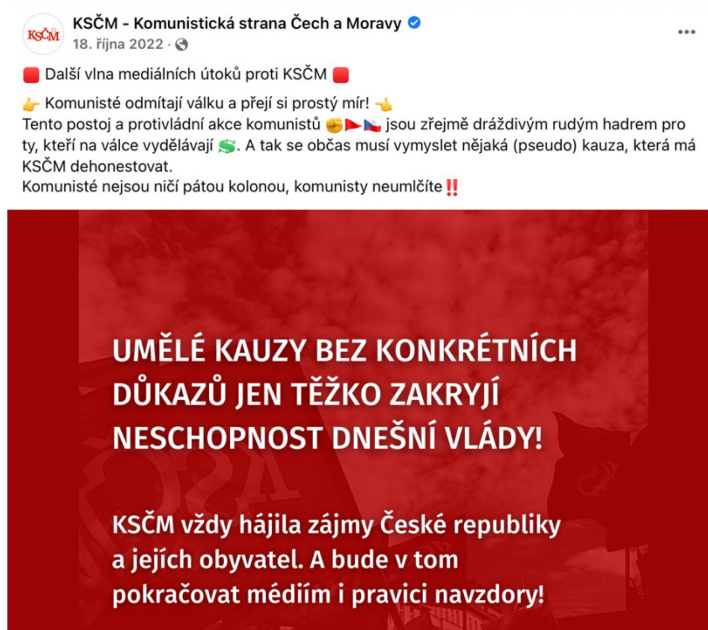 KSČM
KSČM - Komunistická strana Čech a Moravy
18. října 2022 ·
🟥 Další vlna mediálních útoků proti KSČM 🟥
👉 Komunisté odmítají válku a přejí si prostý mír! 👈
Tento postoj a protivládní akce komunistů ✊🚩🇨🇿 jsou zřejmě dráždivým rudým hadrem pro
ty, kteří na válce vydělávají 💲. A tak se občas musí vymyslet nějaká (pseudo) kauza, která má
KSČM dehonestovat.
Komunisté nejsou ničí pátou kolonou, komunisty neumlčíte‼️
UMĚLÉ KAUZY BEZ KONKRÉTNÍCH
DŮKAZŮ JEN TĚŽKO ZAKRYJÍ
NESCHOPNOST DNEŠNÍ VLÁDY!
KSČM vždy hájila zájmy České republiky
a jejích obyvatel. A bude v tom
pokračovat médiím i pravici navzdory!